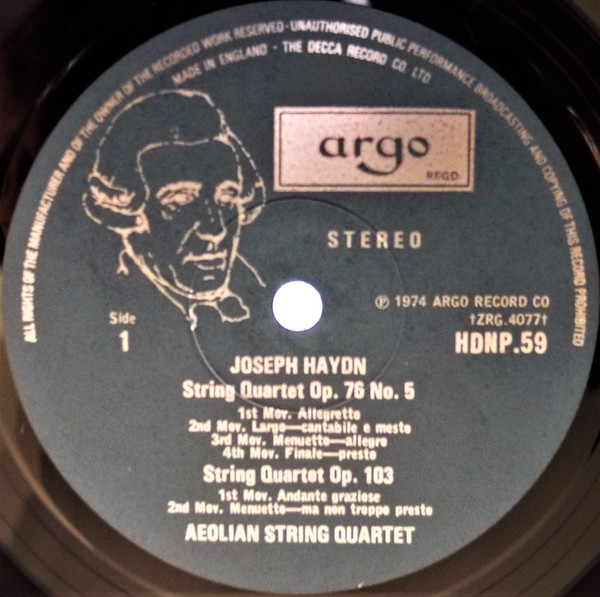 ALL RIGHTS OF THE MANUFACTURER AND OF THE OWNER OF THE RECORDED WORK RESERVED · UNAUTHORISED PUBLIC PERFORMANCE BROADCASTING AND COPYING OF THIS RECORD PROHIBITED
MADE IN ENGLAND · THE DECCA RECORD CO. LTD
argo
REGD
STEREO
℗ 1974 ARGO RECORD CO
†ZRG.4077†
HDNP.59
Side
1
JOSEPH HAYDN
String Quartet Op. 76 No. 5
1st Mov. Allegretto
2nd Mov. Largo—cantabile e mesto
3rd Mov. Menuetto—allegro
4th Mov. Finale—presto
String Quartet Op. 103
1st Mov. Andante grazioso
2nd Mov. Menuetto—ma non troppo presto
AEOLIAN STRING QUARTET